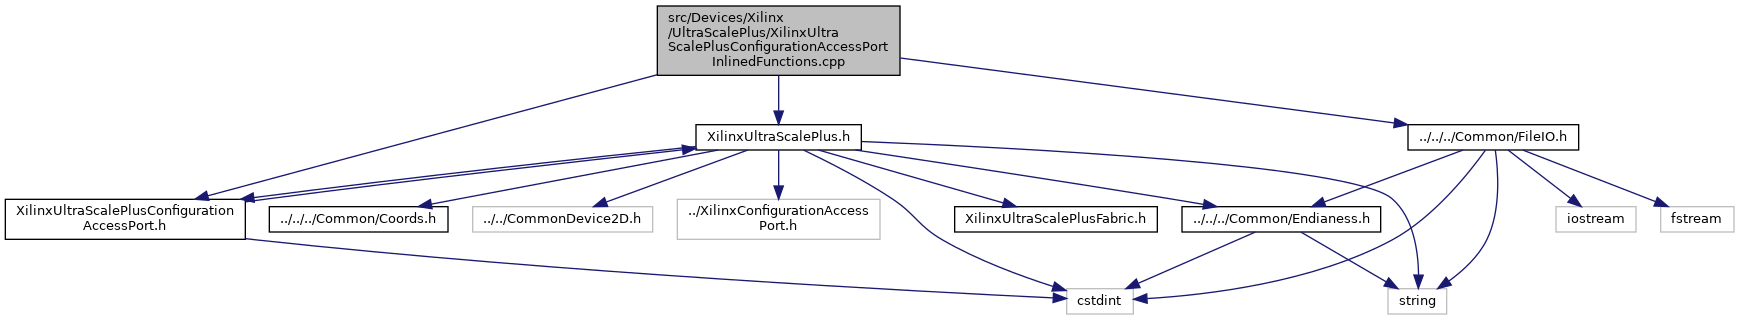 src/Devices/Xilinx
/UltraScalePlus/XilinxUltra
ScalePlusConfigurationAccessPort
InlinedFunctions.cpp
XilinxUltraScalePlus.h
../../../Common/FileIO.h
XilinxUltraScalePlusConfiguration
AccessPort.h
../../../Common/Coords.h
../../CommonDevice2D.h
../XilinxConfigurationAccess
Port.h
XilinxUltraScalePlusFabric.h
../../../Common/Endianess.h
iostream
fstream
cstdint
string